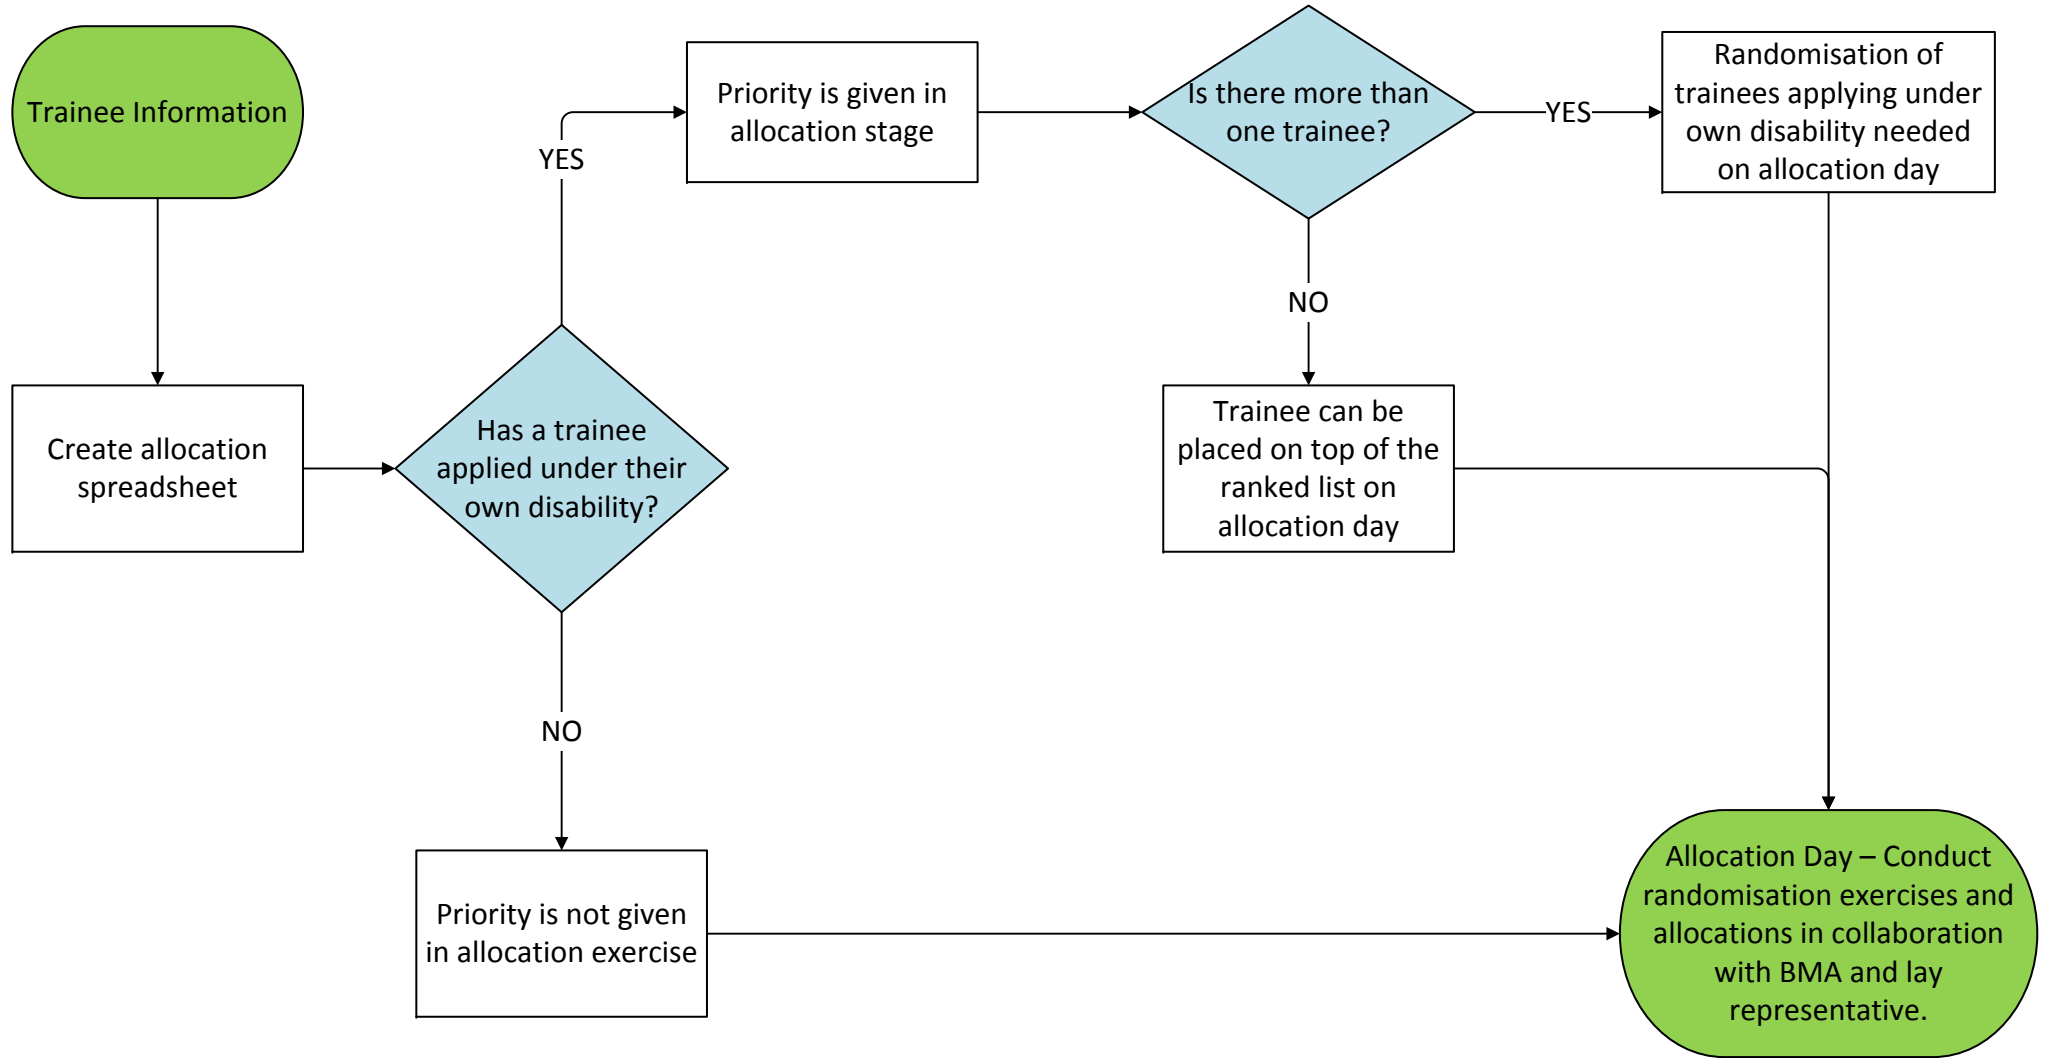 Trainee Information
Create allocation
spreadsheet
Has a trainee
applied under their
own disability?
YES
Priority is given in
allocation stage
Is there more than
one trainee?
YES
Randomisation of
trainees applying under
own disability needed
on allocation day
NO
Trainee can be
placed on top of the
ranked list on
allocation day
NO
Priority is not given
in allocation exercise
Allocation Day – Conduct
randomisation exercises and
allocations in collaboration
with BMA and lay
representative.